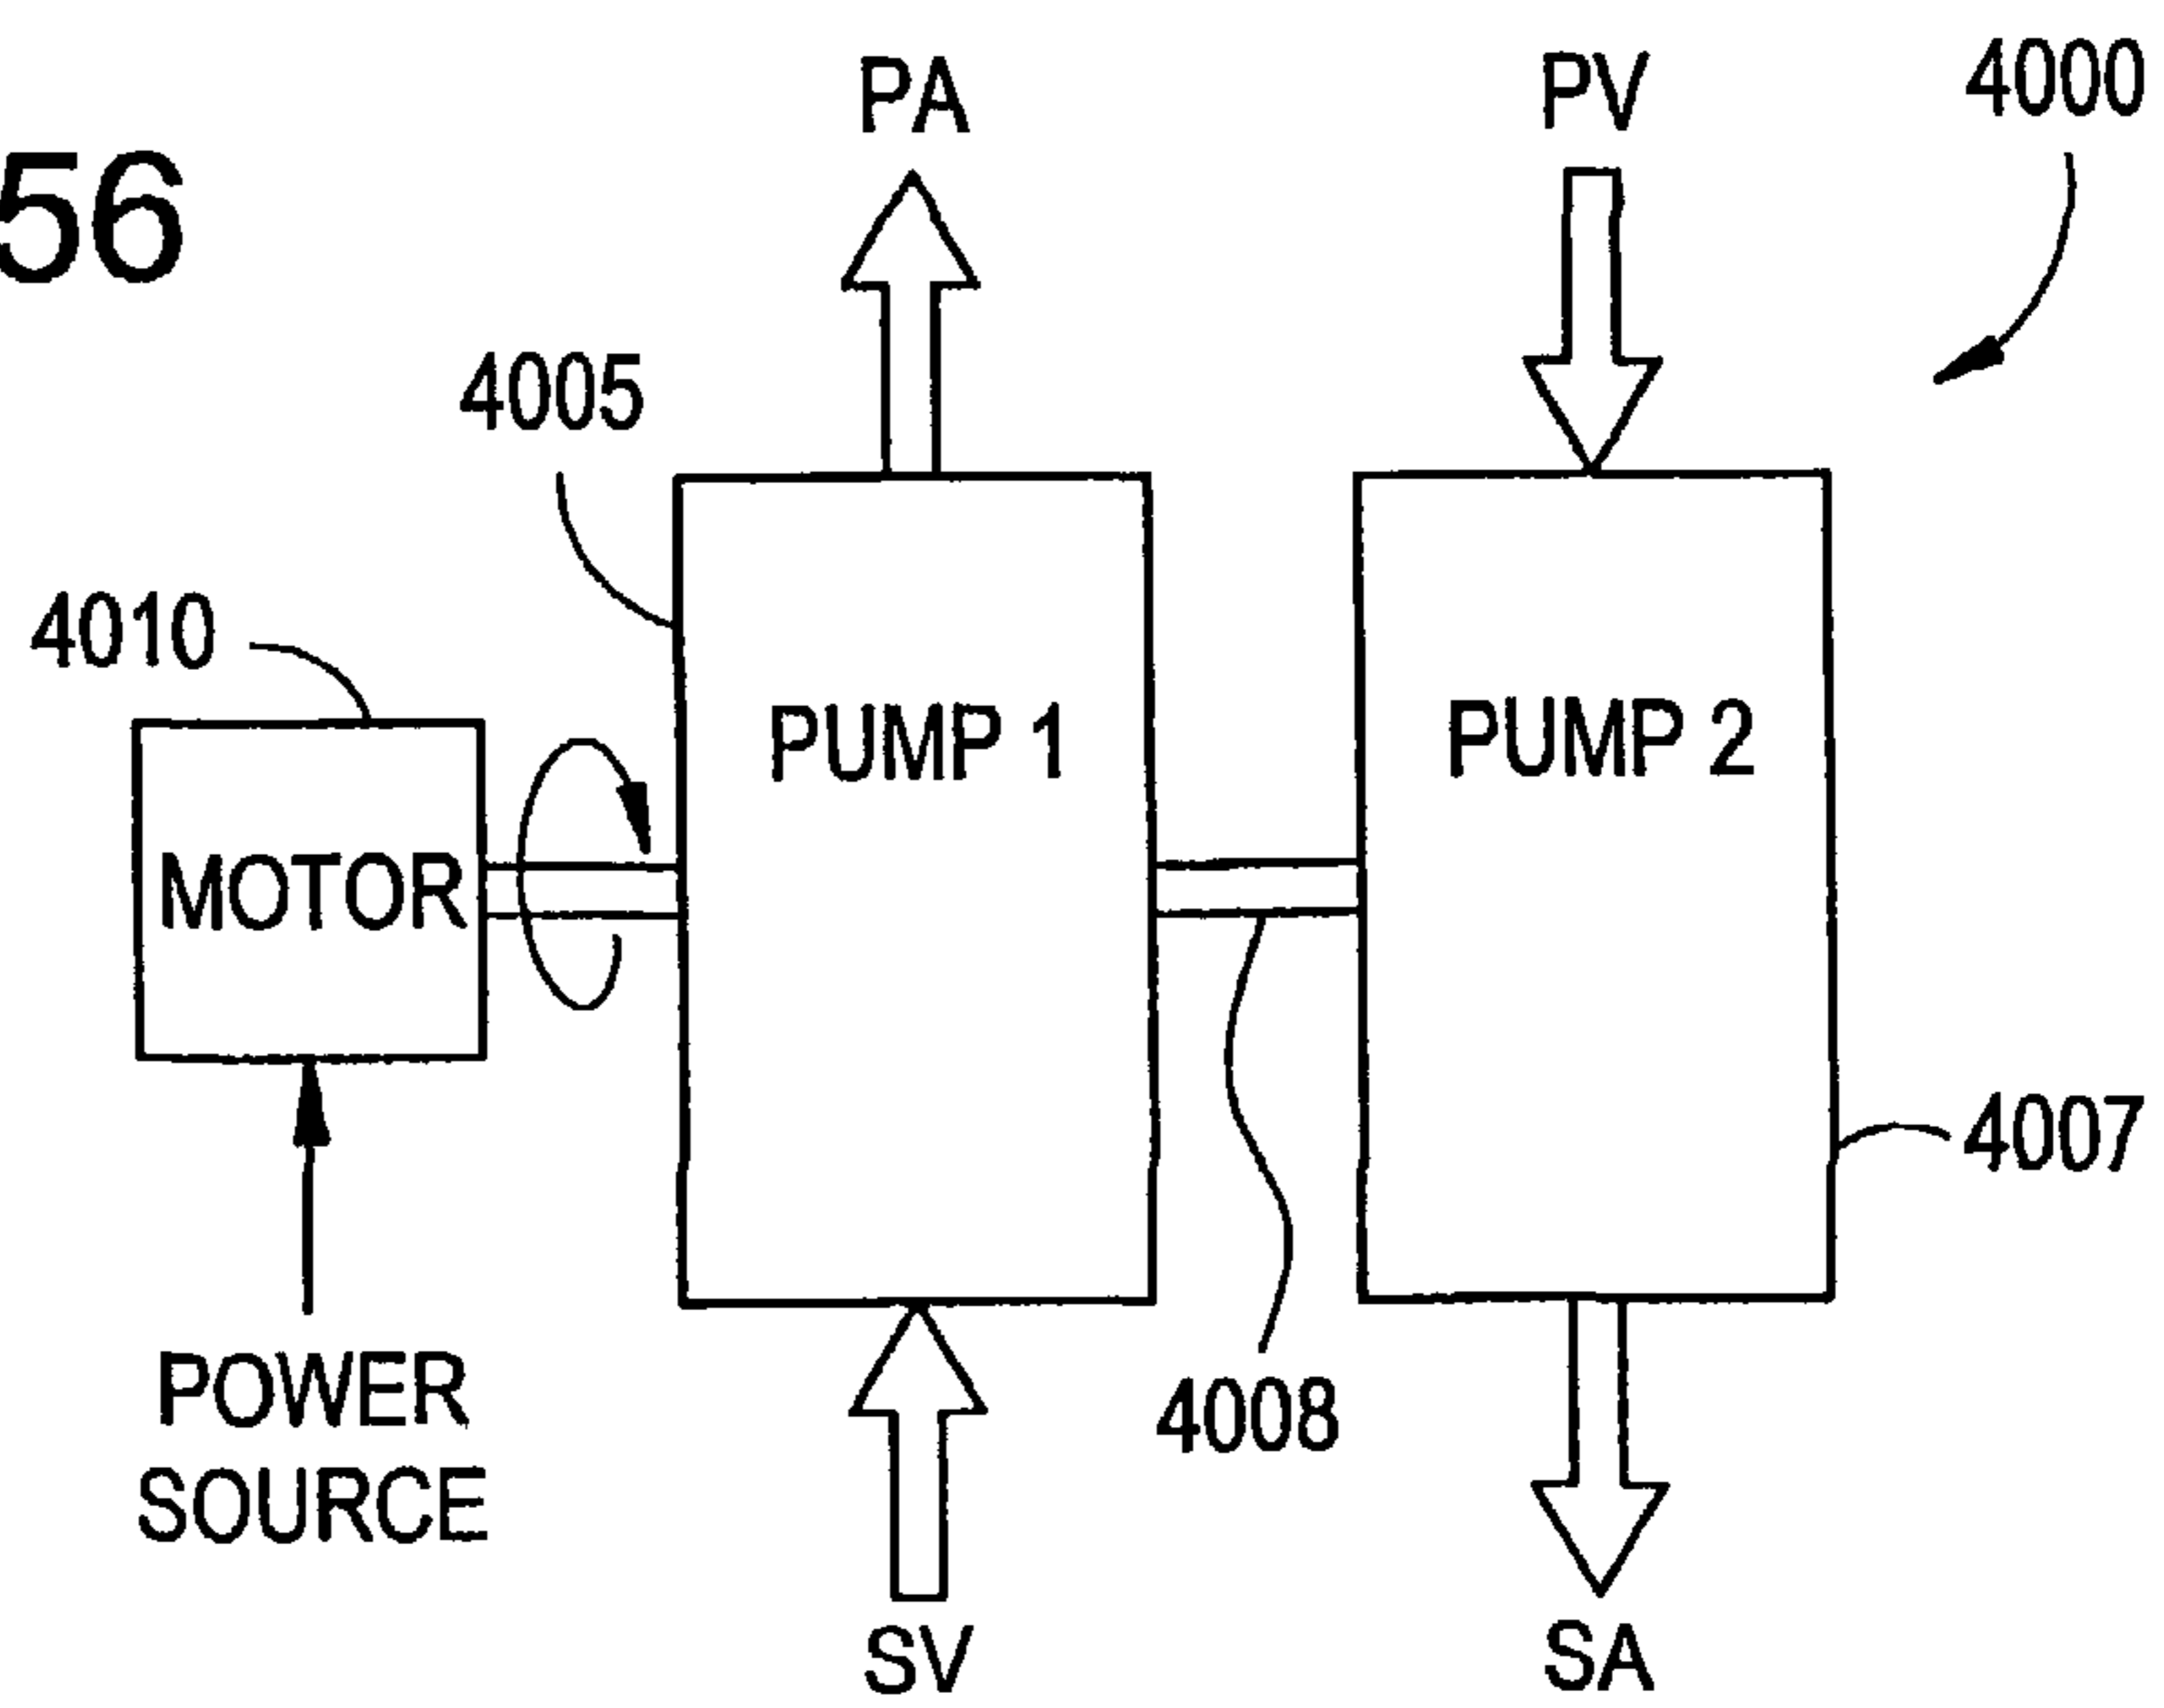 56
PA
PV
4000
4005
4010
PUMP 1
PUMP 2
MOTOR
4007
POWER
SOURCE
4008
SV
SA